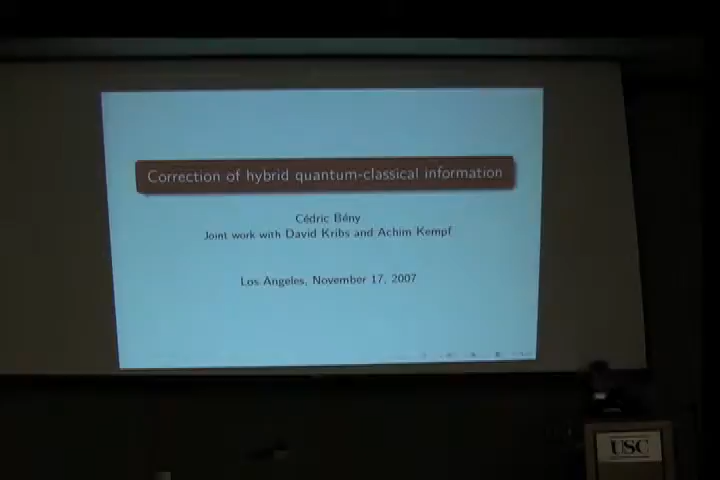 Correction of hybrid quantum-classical information
Cédric Bény
Joint work with David Kribs and Achim Kempf
Los Angeles, November 17, 2007
USC